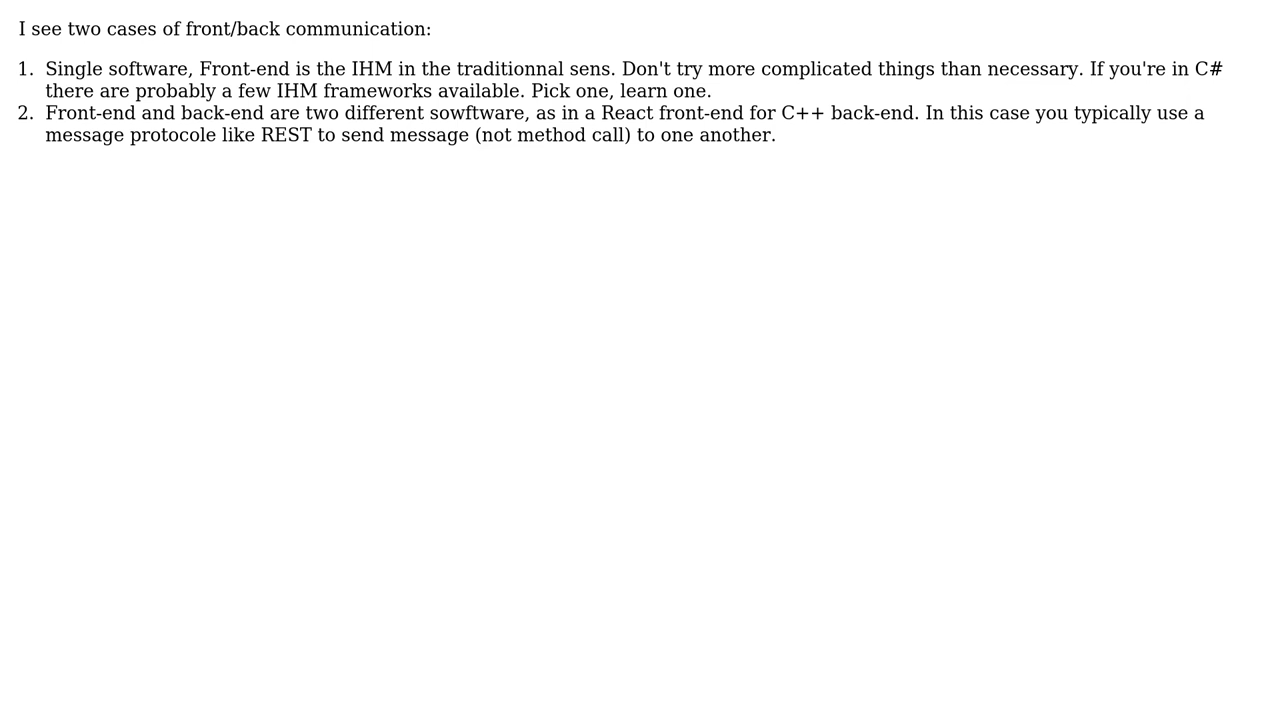 I see two cases of front/back communication:
1. Single software, Front-end is the IHM in the traditionnal sens. Don't try more complicated things than necessary. If you're in C#
there are probably a few IHM frameworks available. Pick one, learn one.
2. Front-end and back-end are two different sowftware, as in a React front-end for C++ back-end. In this case you typically use a
message protocole like REST to send message (not method call) to one another.